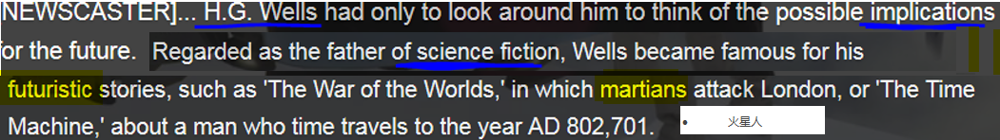 NEWSCASTER]... H.G. Wells had only to look around him to think of the possible implications
for the future. Regarded as the father of science fiction, Wells became famous for his
futuristic stories, such as 'The War of the Worlds,' in which martians attack London, or 'The Time
Machine,' about a man who time travels to the year AD 802,701. • 火星人